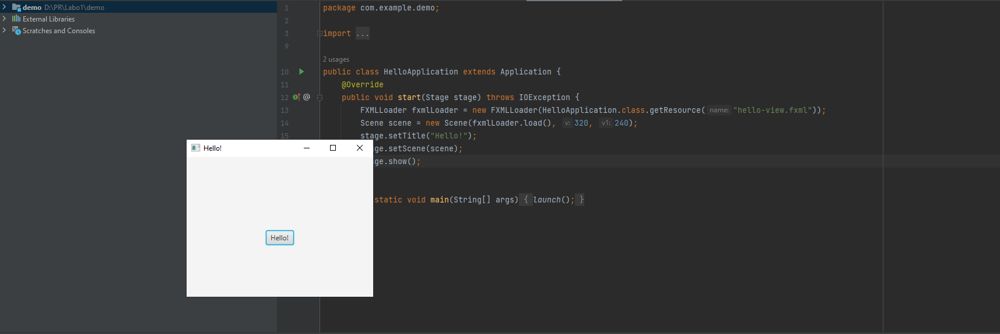 demo D:\PR\Labo1\demo
External Libraries
Scratches and Consoles
1 package com.example.demo;
2
3 import ...
9
2 usages
10 public class HelloApplication extends Application {
11 @Override
12 @ public void start(Stage stage) throws IOException {
13 FXMLLoader fxmlLoader = new FXMLLoader(HelloApplication.class.getResource( name: "hello-view.fxml"));
14 Scene scene = new Scene(fxmlLoader.load(), v: 320, v1: 240);
15 stage.setTitle("Hello!");
ge.setScene(scene);
ge.show();
static void main(String[] args) { launch(); }
Hello!
Hello!